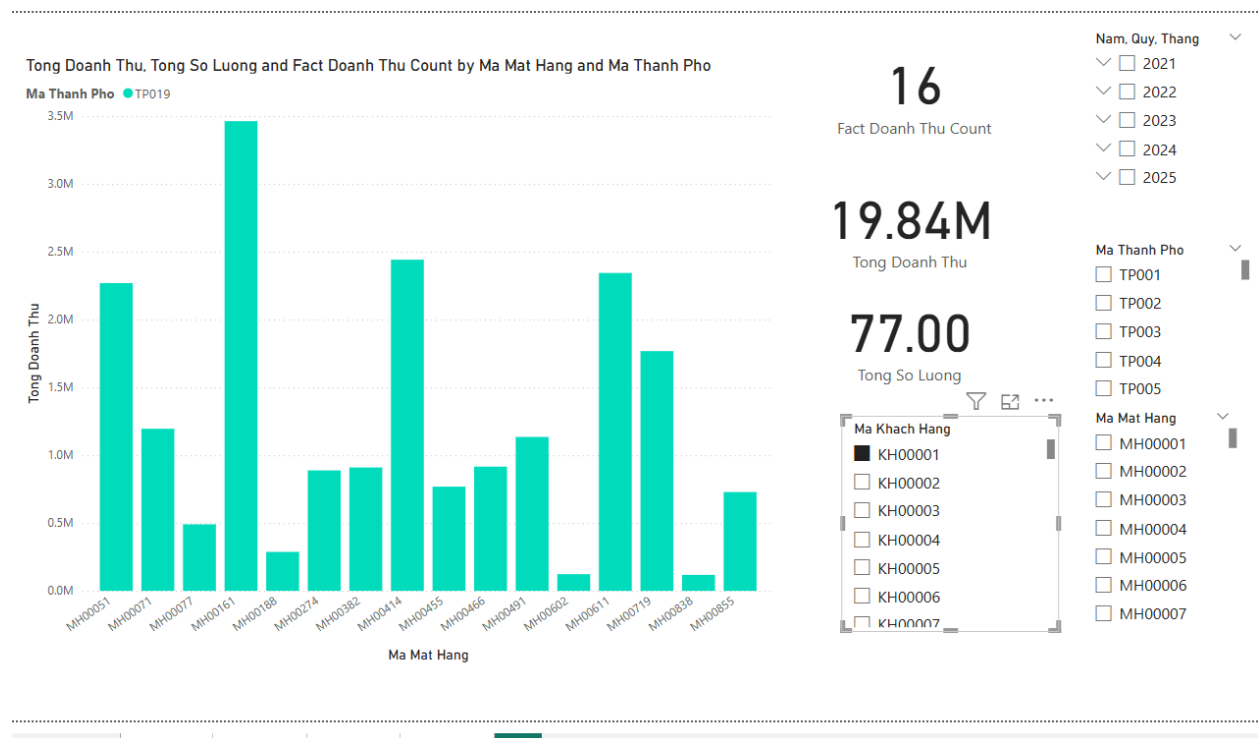 Tong Doanh Thu, Tong So Luong and Fact Doanh Thu Count by Ma Mat Hang and Ma Thanh Pho
Ma Thanh Pho TP019
3.5M
3.0M
2.5M
2.0M
1.5M
1.0M
0.5M
0.0M
Tong Doanh Thu
MH00051 MH00071 MH00077 MH00161 MH00188 MH00274 MH00382 MH00414 MH00455 MH00466 MH00491 MH00602 MH00611 MH00719 MH00838 MH00855
Ma Mat Hang
16
Fact Doanh Thu Count
19.84M
Tong Doanh Thu
77.00
Tong So Luong
Ma Khach Hang
KH00001
KH00002
KH00003
KH00004
KH00005
KH00006
KH00007
Nam, Quy, Thang
2021
2022
2023
2024
2025
Ma Thanh Pho
TP001
TP002
TP003
TP004
TP005
Ma Mat Hang
MH00001
MH00002
MH00003
MH00004
MH00005
MH00006
MH00007